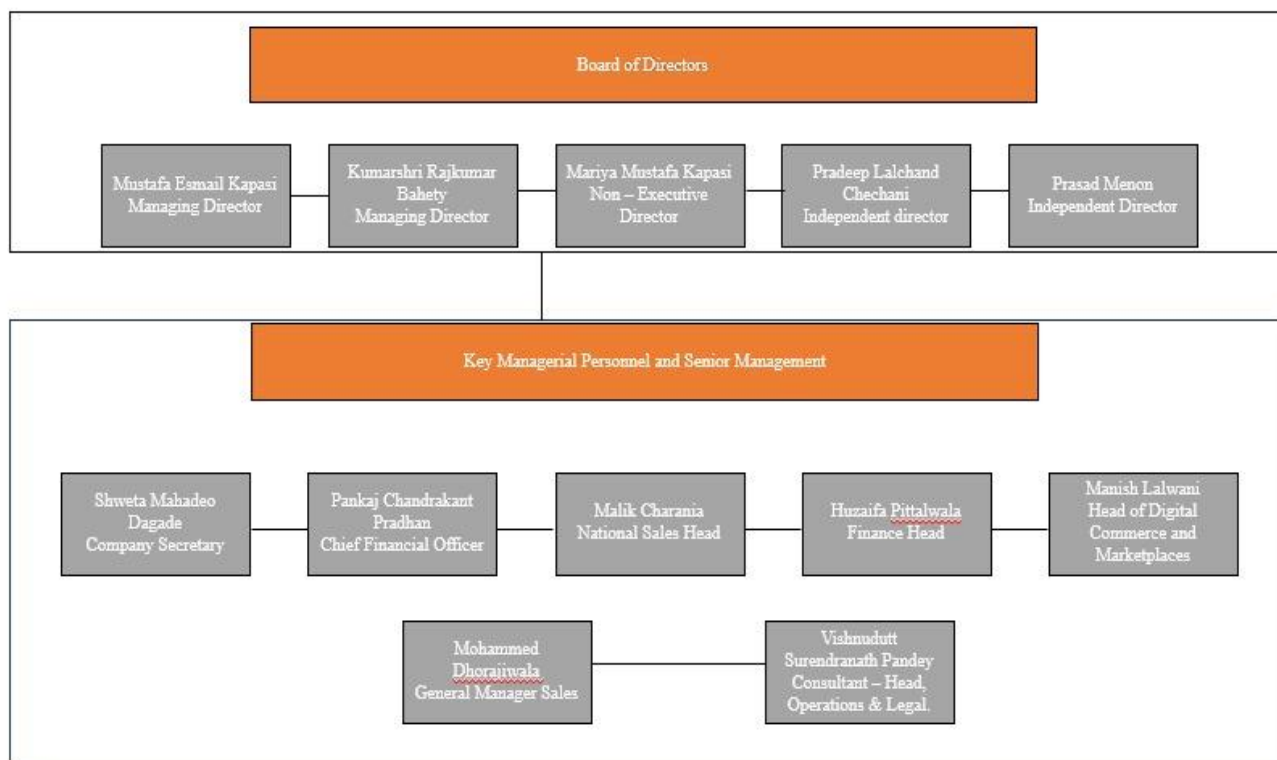 Board of Directors
Mustafa Esmail Kapasi
Managing Director
Kumarshri Rajkumar
Bahety
Managing Director
Mariya Mustafa Kapasi
Non – Executive
Director
Pradeep Lalchand
Chechani
Independent director
Prasad Menon
Independent Director
Key Managerial Personnel and Senior Management
Shweta Mahadeo
Dagade
Company Secretary
Pankaj Chandrakant
Pradhan
Chief Financial Officer
Malik Charania
National Sales Head
Huzaifa Pittalwala
Finance Head
Manish Lalwani
Head of Digital
Commerce and
Marketplaces
Mohammed
Dhorajiwala
General Manager Sales
Vishnudutt
Surendranath Pandey
Consultant – Head,
Operations & Legal.